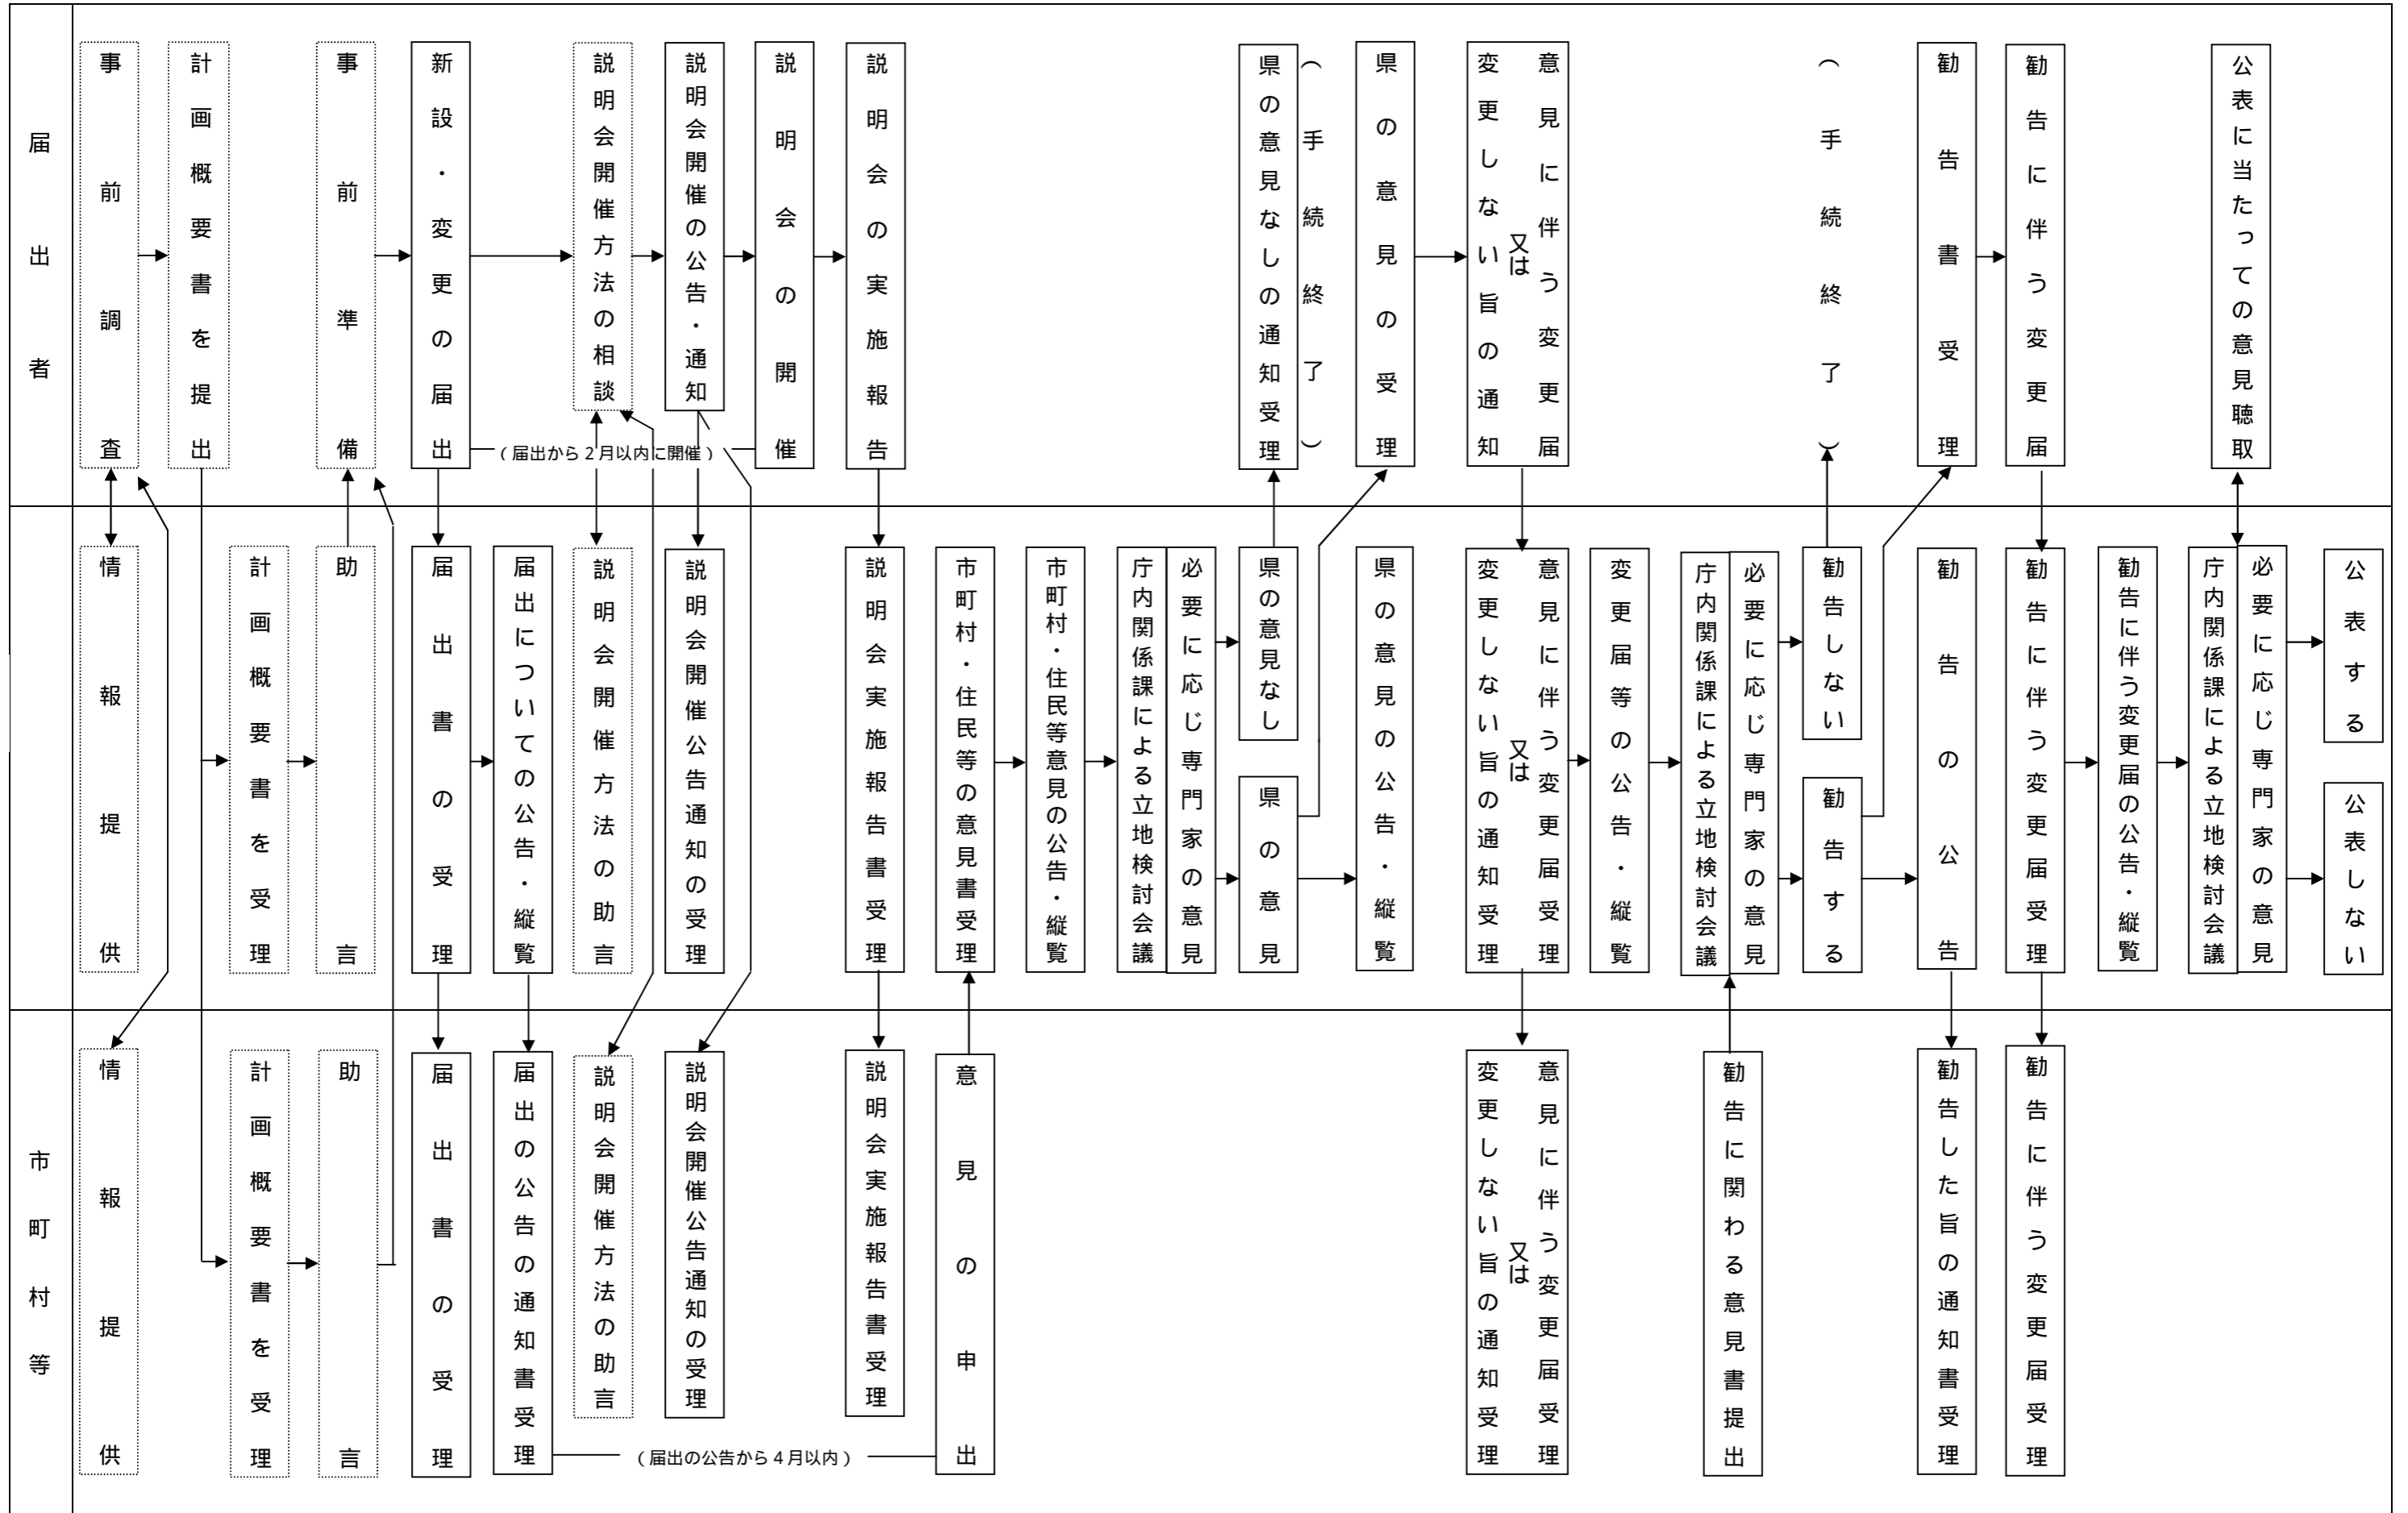 届出者
事前調査
計画概要書を提出
事前準備
新設・変更の届出
説明会開催方法の相談
説明会開催の公告・通知
説明会の開催
説明会の実施報告
県の意見なしの通知受理
（手続終了）
県の意見の受理
意見に伴う変更届
又は
変更しない旨の通知
（手続終了）
勧告書受理
勧告に伴う変更届
公表に当たっての意見聴取
（届出から２月以内に開催）
情報提供
計画概要書を受理
助言
届出書の受理
届出についての公告・縦覧
説明会開催方法の助言
説明会開催公告通知の受理
説明会実施報告書受理
市町村・住民等の意見書受理
市町村・住民等意見の公告・縦覧
庁内関係課による立地検討会議
必要に応じ専門家の意見
県の意見なし
県の意見
県の意見の公告・縦覧
意見に伴う変更届受理
又は
変更しない旨の通知受理
変更届等の公告・縦覧
庁内関係課による立地検討会議
必要に応じ専門家の意見
勧告しない
勧告する
勧告の公告
勧告に伴う変更届受理
勧告に伴う変更届の公告・縦覧
庁内関係課による立地検討会議
必要に応じ専門家の意見
公表する
公表しない
市町村等
情報提供
計画概要書を受理
助言
届出書の受理
届出の公告の通知書受理
説明会開催方法の助言
説明会開催公告通知の受理
説明会実施報告書受理
意見の申出
（届出の公告から４月以内）
意見に伴う変更届受理
又は
変更しない旨の通知受理
勧告に関わる意見書提出
勧告した旨の通知書受理
勧告に伴う変更届受理